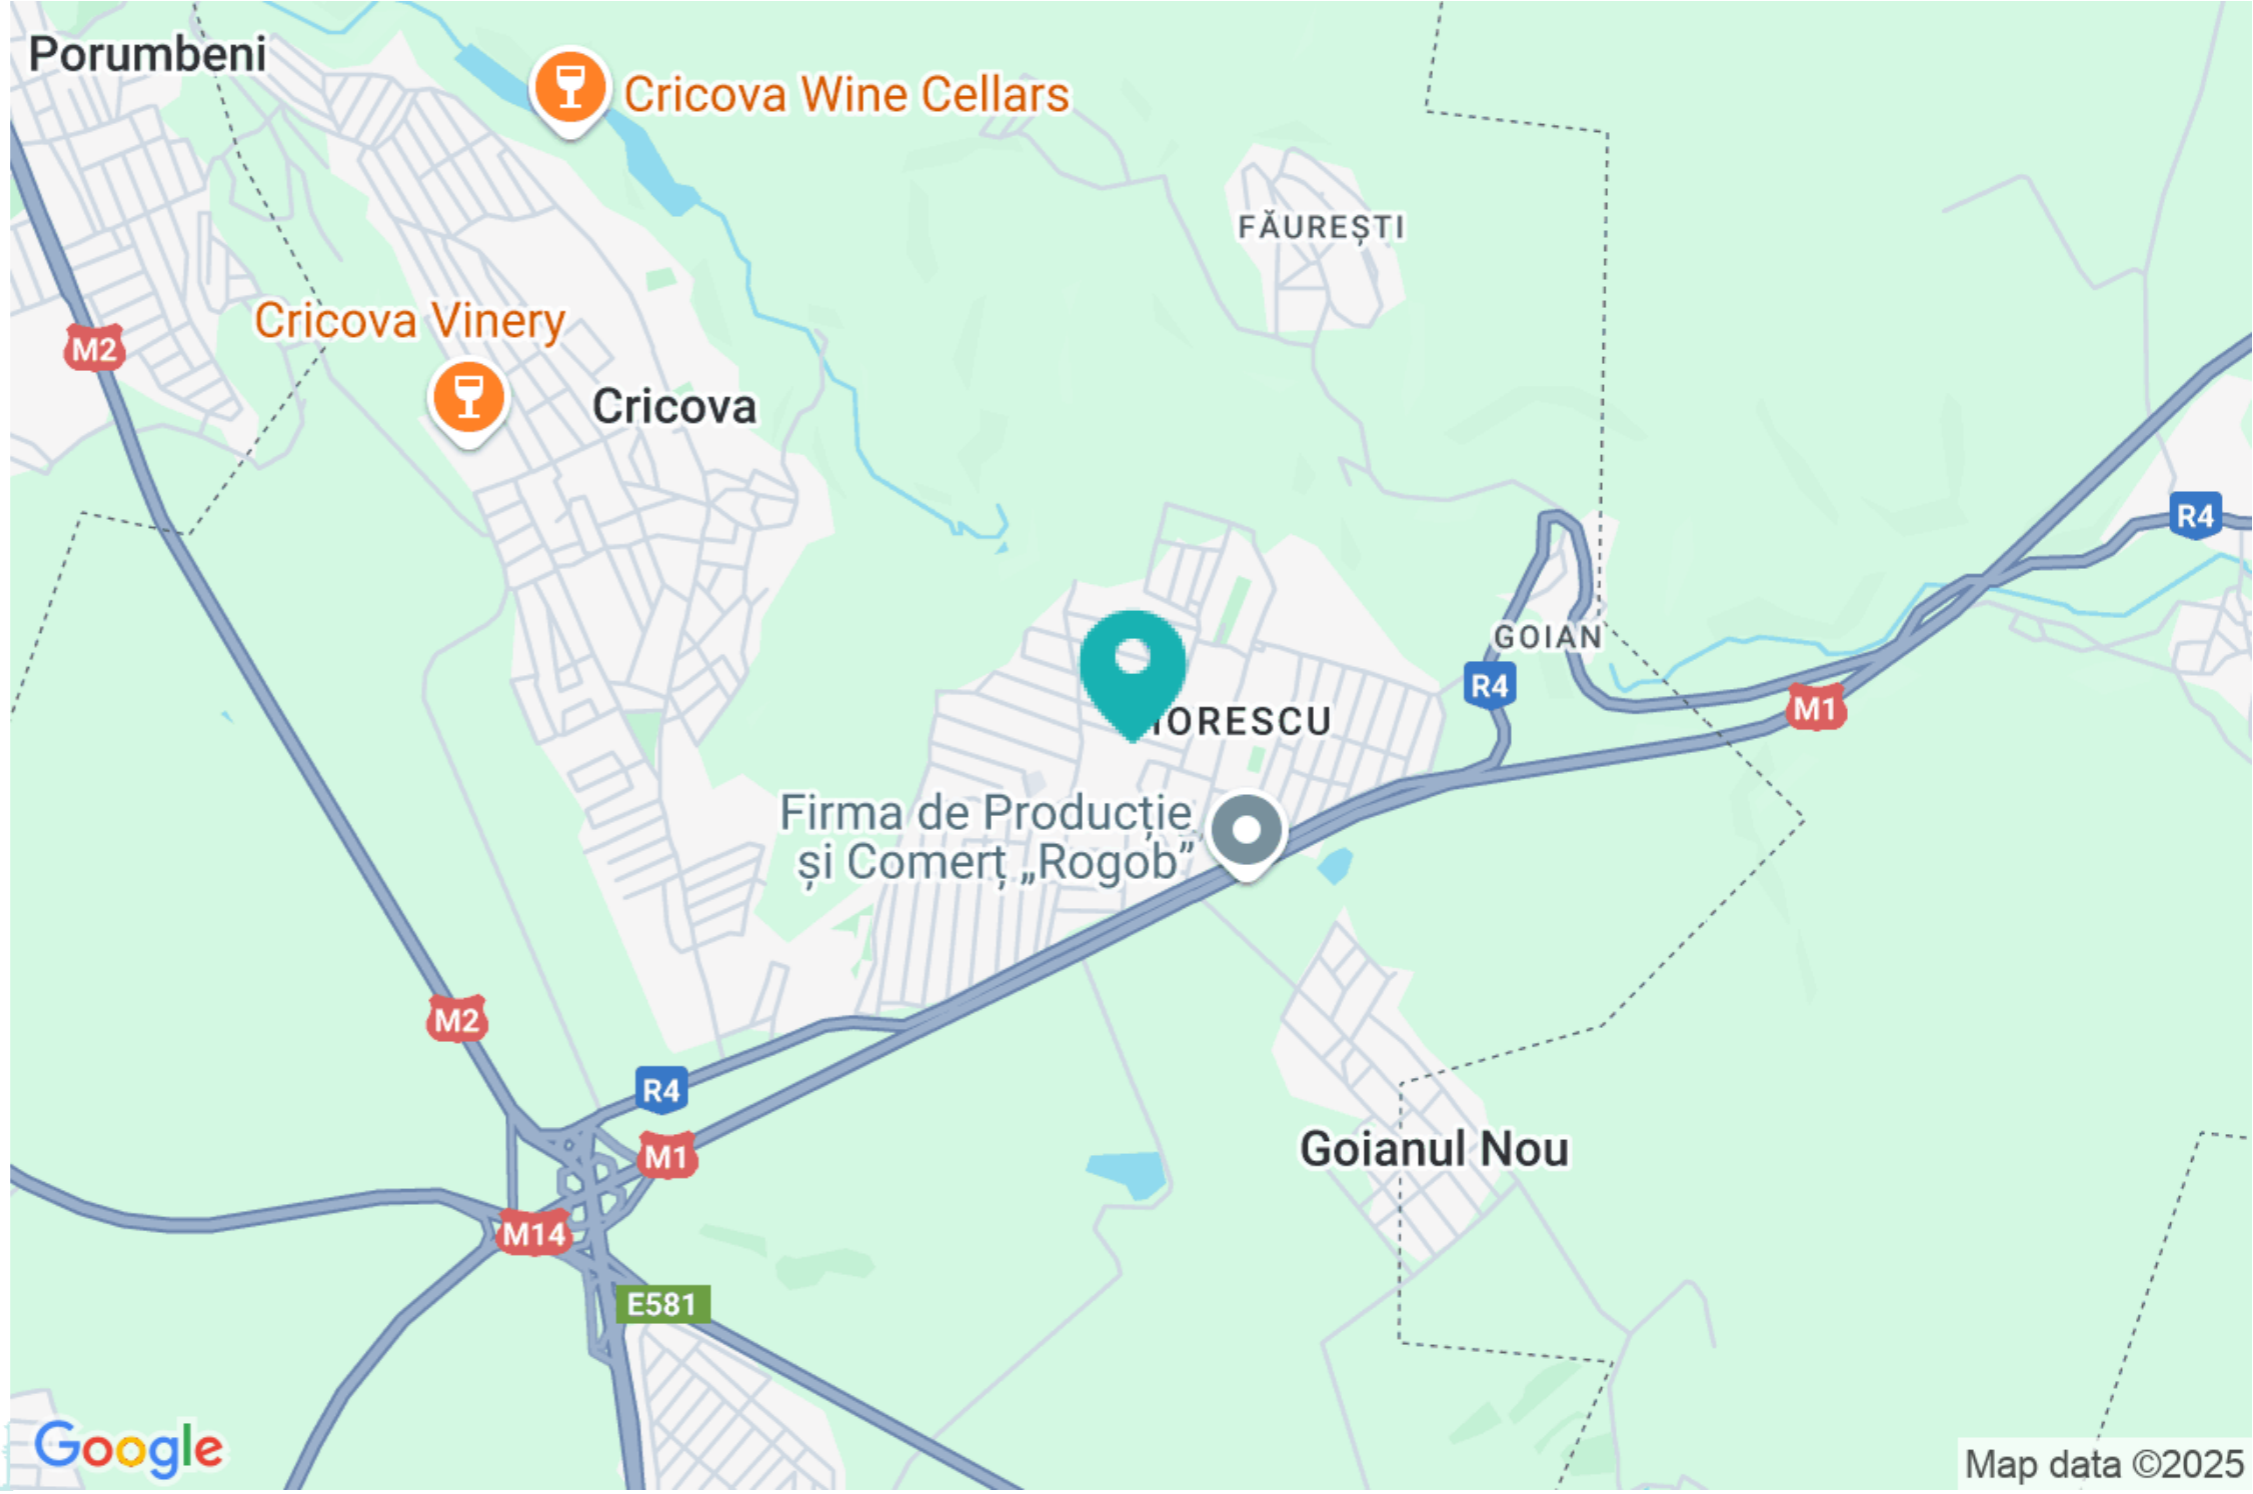 Porumbeni
Cricova Wine Cellars
FĂUREȘTI
Cricova Vinery
M2
Cricova
R4
GOIAN
R4
M1
IORESCU
Firma de Producție
și Comerț „Rogob”
M2
R4
M1
Goianul Nou
M14
E581
Google
Map data ©2025